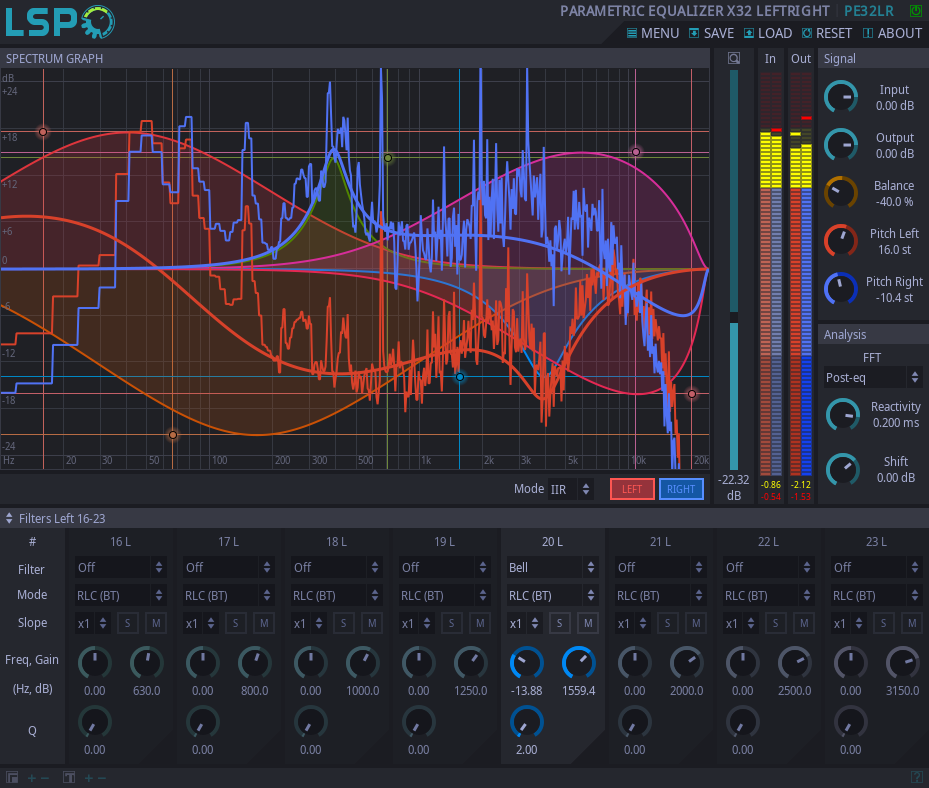 LSP PARAMETRIC EQUALIZER X32 LEFTRIGHT PE32LR
MENU SAVE LOAD RESET ABOUT
SPECTRUM GRAPH In Out Signal
dB
+24
+18
+12
+6
0
-6
-12
-18
-24
Hz 20 30 50 100 200 300 500 1k 2k 3k 5k 10k 20k
Input
0.00 dB
Output
0.00 dB
Balance
-40.0 %
Pitch Left
16.0 st
Pitch Right
-10.4 st
Analysis
FFT
Post-eq
Reactivity
0.200 ms
Shift
0.00 dB
-22.32
dB
-0.86 -2.12
-0.54 -1.53
Mode IIR LEFT RIGHT
Filters Left 16-23
# 16 L 17 L 18 L 19 L 20 L 21 L 22 L 23 L
Filter Off Off Off Off Bell Off Off Off
Mode RLC (BT) RLC (BT) RLC (BT) RLC (BT) RLC (BT) RLC (BT) RLC (BT) RLC (BT)
Slope x1 S M x1 S M x1 S M x1 S M x1 S M x1 S M x1 S M x1 S M
Freq, Gain
(Hz, dB) 0.00 630.0 0.00 800.0 0.00 1000.0 0.00 1250.0 -13.88 1559.4 0.00 2000.0 0.00 2500.0 0.00 3150.0
Q
0.00 0.00 0.00 0.00 2.00 0.00 0.00 0.00
+ − T + − ?